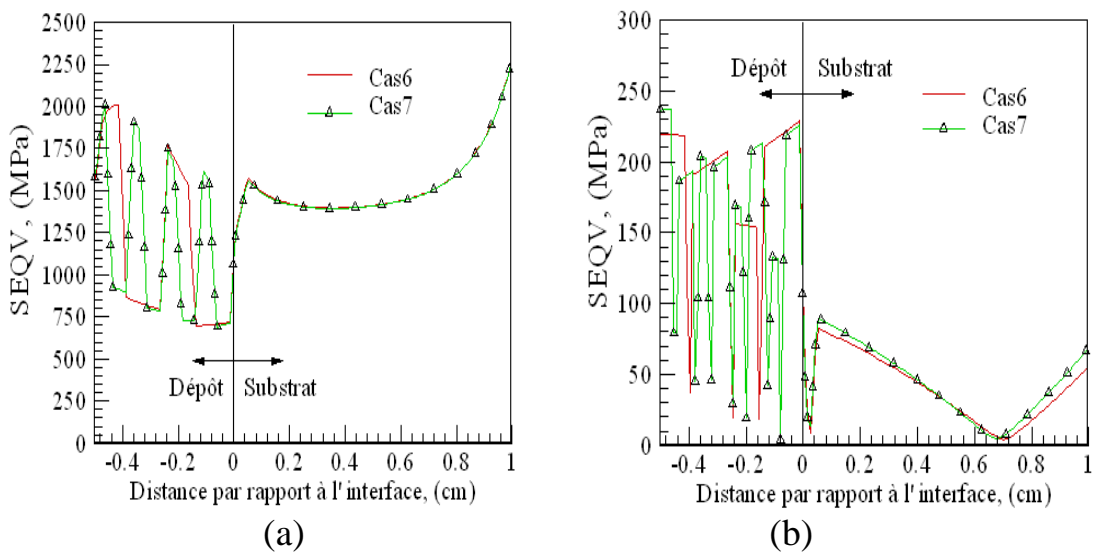 2500
2250
2000
1750
1500
1250
1000
750
500
250
0
SEQV, (MPa)
Cas6
Cas7
Dépôt Substrat
-0.4 -0.2 0 0.2 0.4 0.6 0.8 1
Distance par rapport à l'interface, (cm)
(a)
300
250
200
150
100
50
0
SEQV, (MPa)
Dépôt Substrat
Cas6
Cas7
-0.4 -0.2 0 0.2 0.4 0.6 0.8 1
Distance par rapport à l'interface, (cm)
(b)